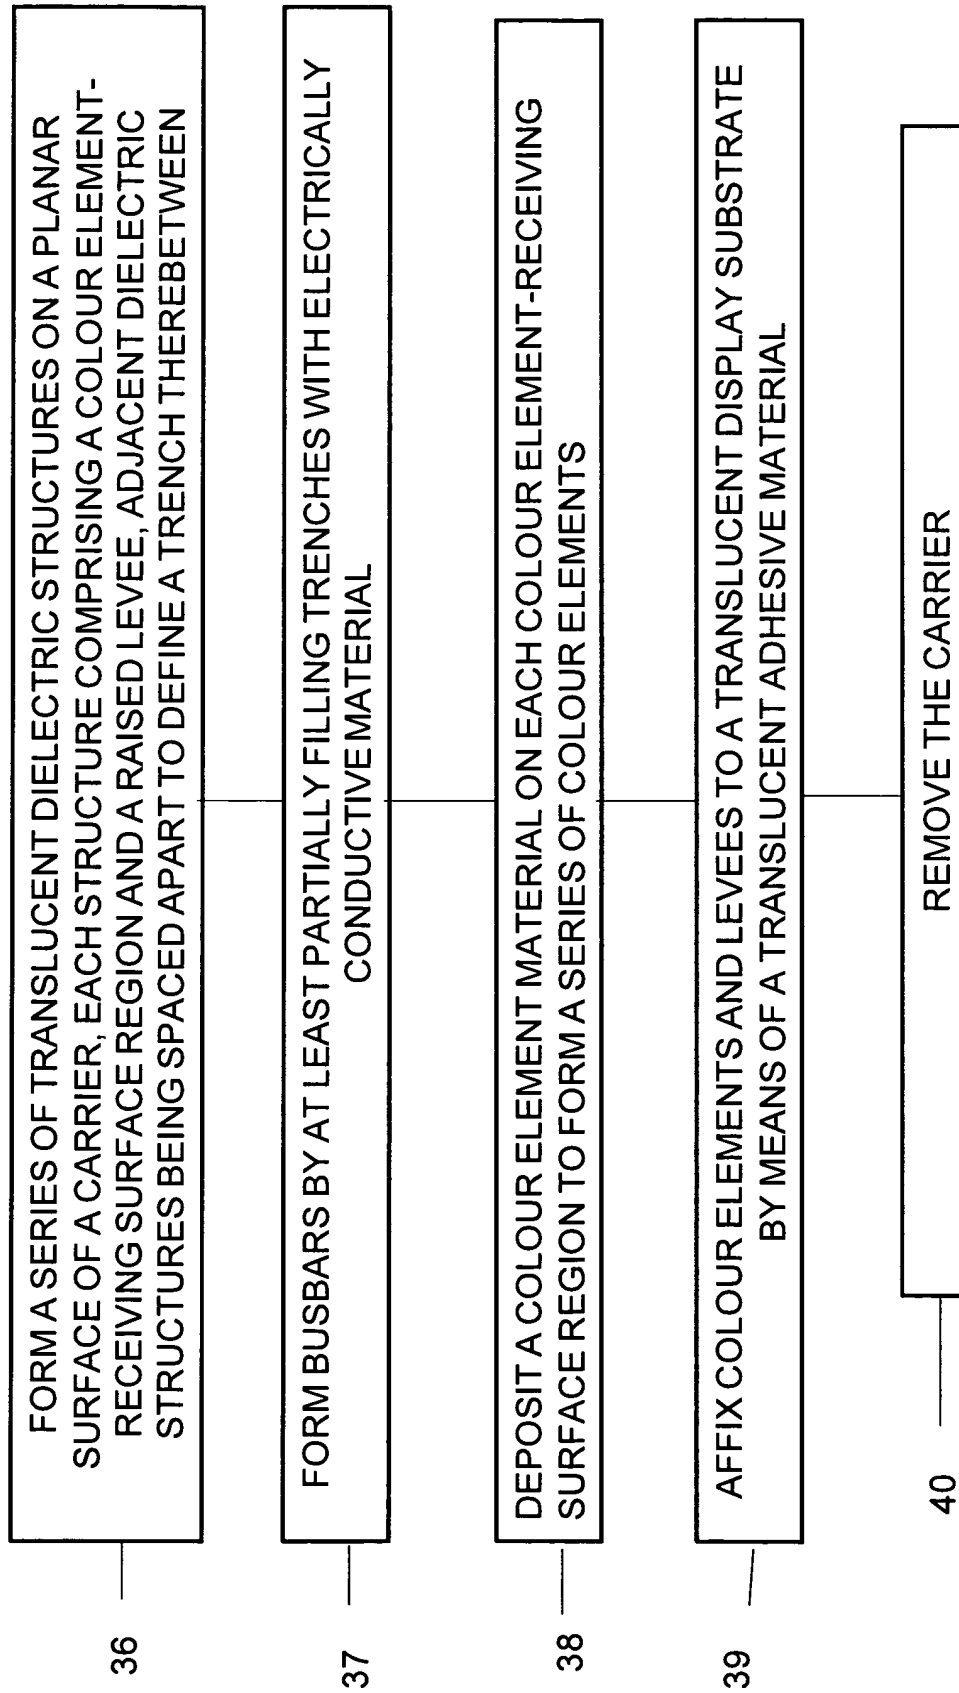 36
FORM A SERIES OF TRANSLUCENT DIELECTRIC STRUCTURES ON A PLANAR
SURFACE OF A CARRIER, EACH STRUCTURE COMPRISING A COLOUR ELEMENT-
RECEIVING SURFACE REGION AND A RAISED LEVEE, ADJACENT DIELECTRIC
STRUCTURES BEING SPACED APART TO DEFINE A TRENCH THEREBETWEEN
37
FORM BUSBARS BY AT LEAST PARTIALLY FILLING TRENCHES WITH ELECTRICALLY
CONDUCTIVE MATERIAL
38
DEPOSIT A COLOUR ELEMENT MATERIAL ON EACH COLOUR ELEMENT-RECEIVING
SURFACE REGION TO FORM A SERIES OF COLOUR ELEMENTS
39
AFFIX COLOUR ELEMENTS AND LEVEES TO A TRANSLUCENT DISPLAY SUBSTRATE
BY MEANS OF A TRANSLUCENT ADHESIVE MATERIAL
40
REMOVE THE CARRIER